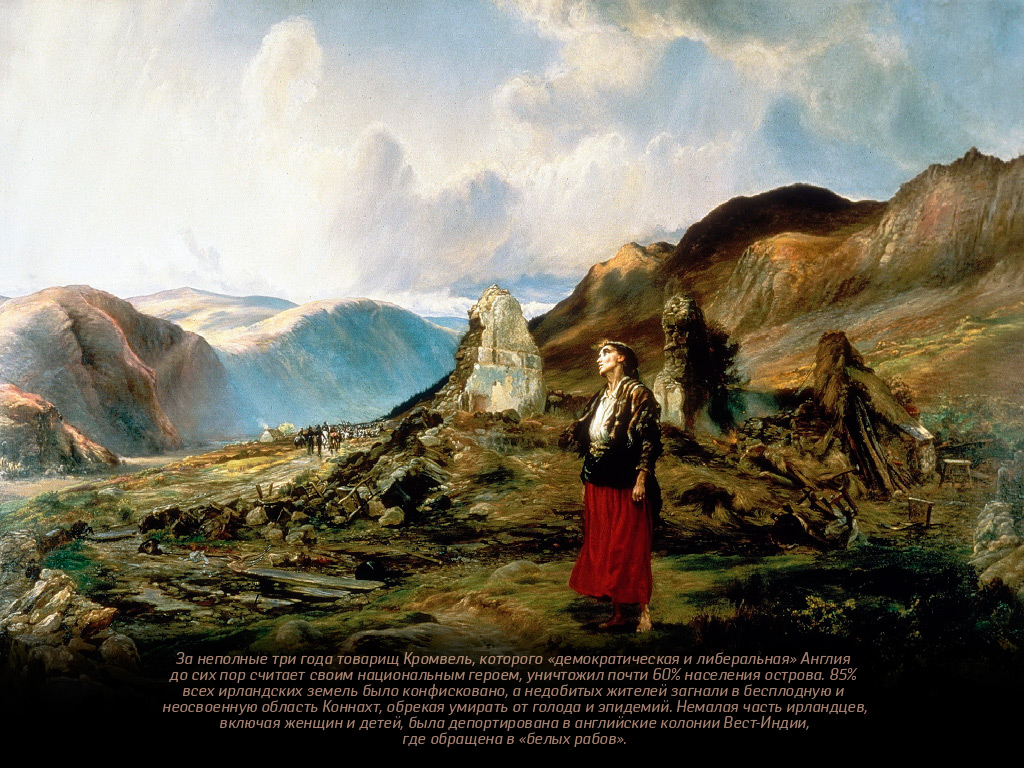 За неполные три года товарищ Кромвель, которого «демократическая и либеральная» Англия
до сих пор считает своим национальным героем, уничтожил почти 60% населения острова. 85%
всех ирландских земель было конфисковано, а недобитых жителей загнали в бесплодную и
неосвоенную область Коннахт, обрекая умирать от голода и эпидемий. Немалая часть ирландцев,
включая женщин и детей, была депортирована в английские колонии Вест-Индии,
где обращена в «белых рабов».